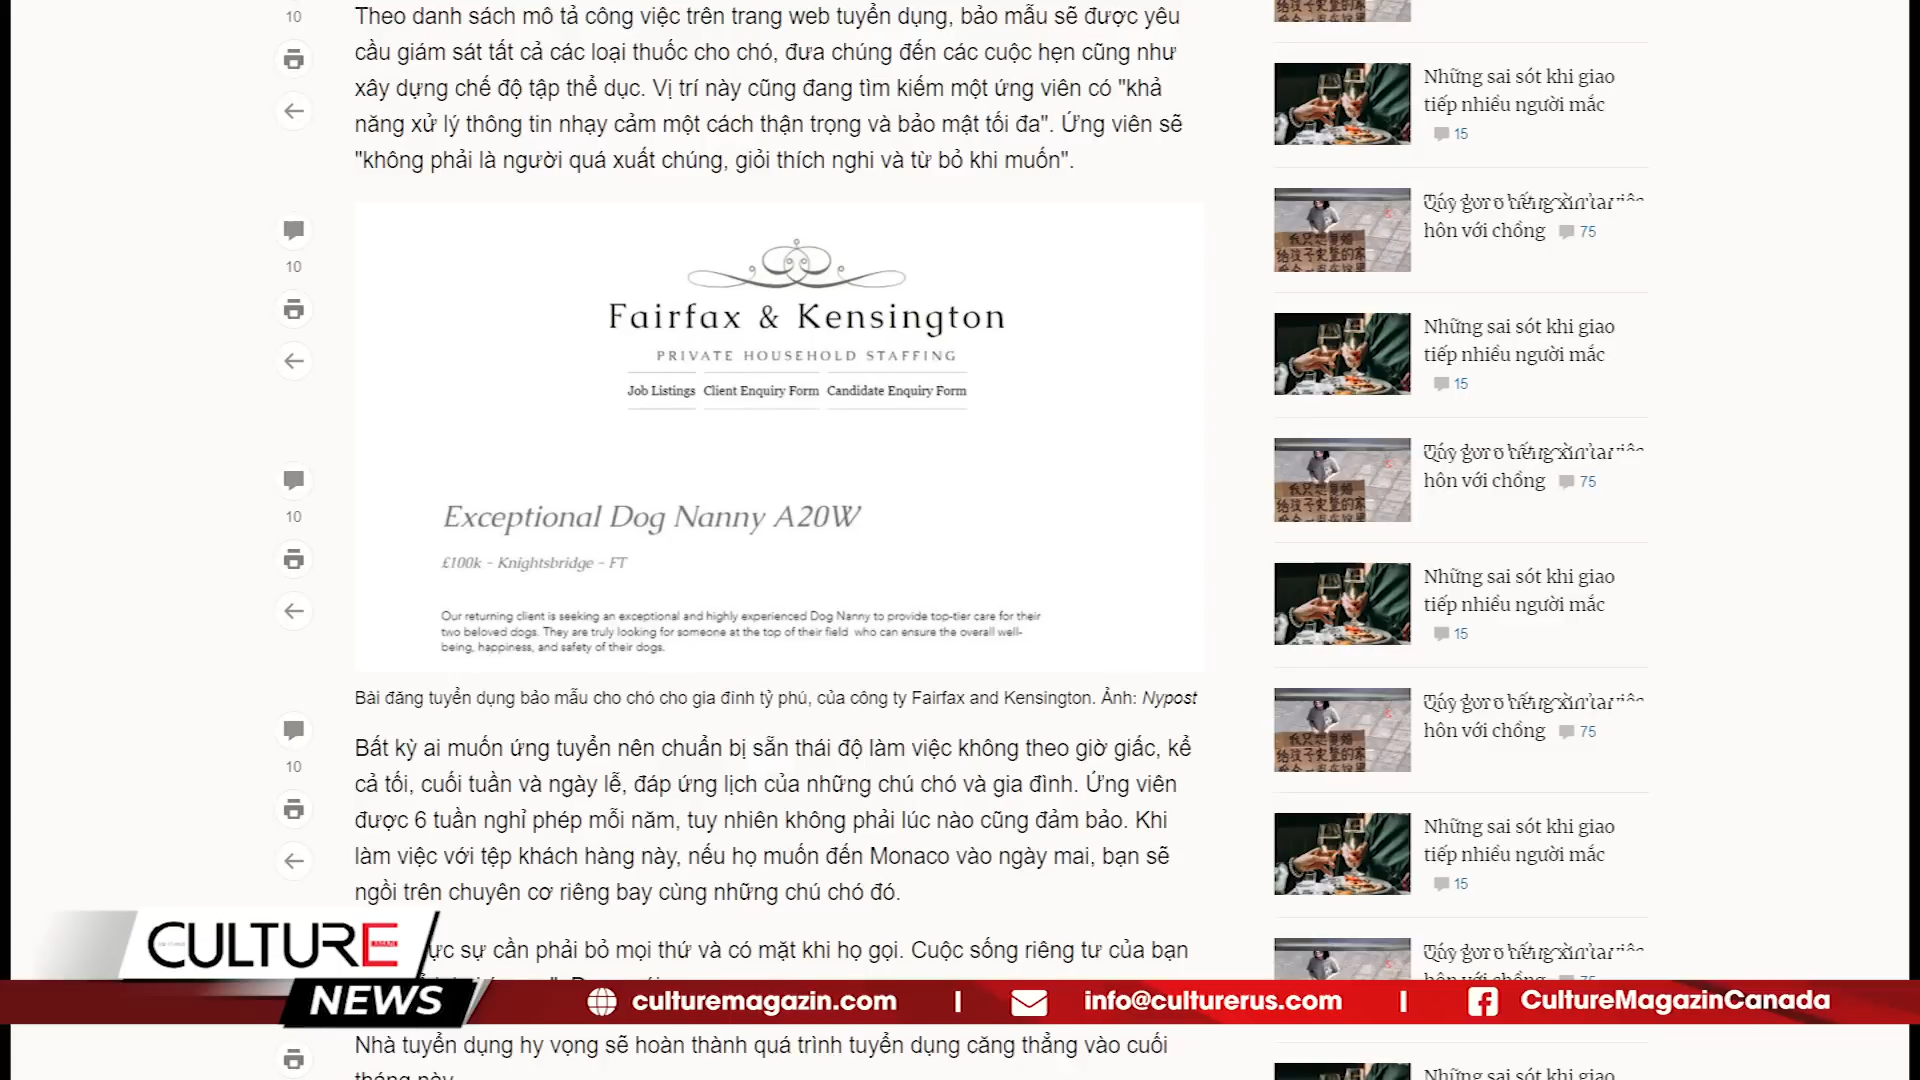 10
Theo danh sách mô tả công việc trên trang web tuyển dụng, bảo mẫu sẽ được yêu
cầu giám sát tất cả các loại thuốc cho chó, đưa chúng đến các cuộc hẹn cũng như
xây dựng chế độ tập thể dục. Vị trí này cũng đang tìm kiếm một ứng viên có "khả
năng xử lý thông tin nhạy cảm một cách thận trọng và bảo mật tối đa". Ứng viên sẽ
"không phải là người quá xuất chúng, giỏi thích nghi và từ bỏ khi muốn".
10
Fairfax & Kensington
PRIVATE HOUSEHOLD STAFFING
Job Listings Client Enquiry Form Candidate Enquiry Form
10
Exceptional Dog Nanny A20W
£100k - Knightsbridge - FT
Our returning client is seeking an exceptional and highly experienced Dog Nanny to provide top-tier care for their
two beloved dogs. They are truly looking for someone at the top of their field who can ensure the overall well-
being, happiness, and safety of their dogs.
Bài đăng tuyển dụng bảo mẫu cho chó cho gia đình tỷ phú, của công ty Fairfax and Kensington. Ảnh: Nypost
10
Bất kỳ ai muốn ứng tuyển nên chuẩn bị sẵn thái độ làm việc không theo giờ giấc, kể
cả tối, cuối tuần và ngày lễ, đáp ứng lịch của những chú chó và gia đình. Ứng viên
được 6 tuần nghỉ phép mỗi năm, tuy nhiên không phải lúc nào cũng đảm bảo. Khi
làm việc với tệp khách hàng này, nếu họ muốn đến Monaco vào ngày mai, bạn sẽ
ngồi trên chuyên cơ riêng bay cùng những chú chó đó.
sự cần phải bỏ mọi thứ và có mặt khi họ gọi. Cuộc sống riêng tư của bạn
Nhà tuyển dụng hy vọng sẽ hoàn thành quá trình tuyển dụng căng thẳng vào cuối
Những sai sót khi giao
tiếp nhiều người mắc
15
hôn với chồng 75
Những sai sót khi giao
tiếp nhiều người mắc
15
hôn với chồng 75
Những sai sót khi giao
tiếp nhiều người mắc
15
hôn với chồng 75
Những sai sót khi giao
tiếp nhiều người mắc
15
Những sai sót khi giao
CULTURE
NEWS
culturemagazin.com | info@culturerus.com | CultureMagazinCanada